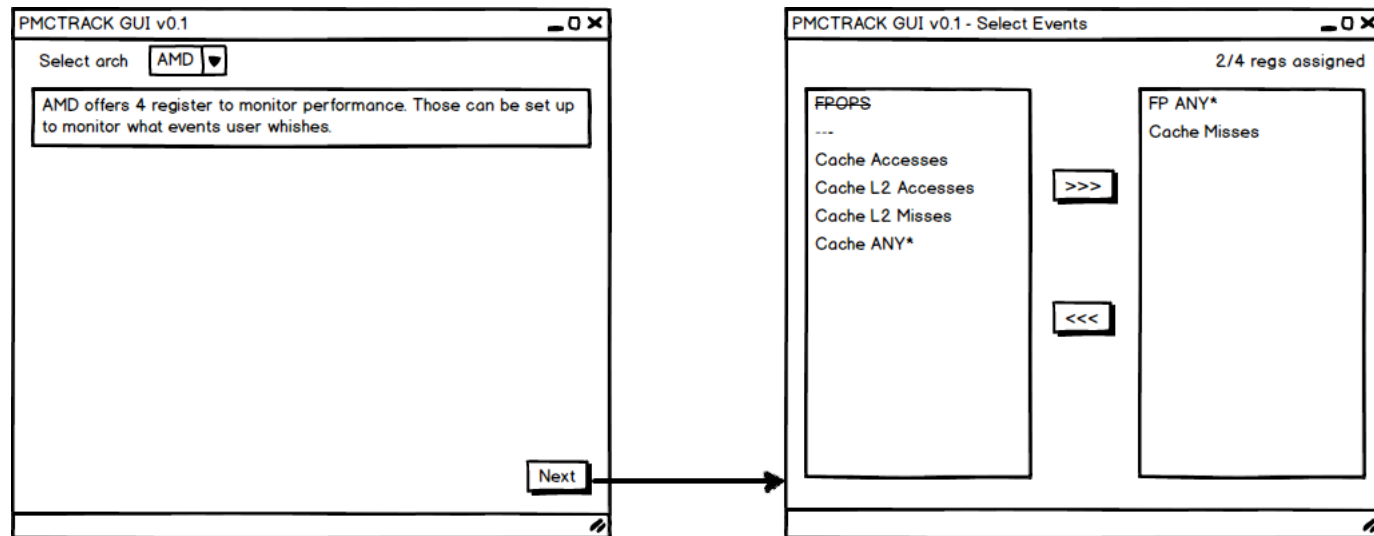 PMCTRACK GUI v0.1
Select arch AMD
AMD offers 4 register to monitor performance. Those can be set up
to monitor what events user whishes.
Next
PMCTRACK GUI v0.1 - Select Events
2/4 regs assigned
FPOPS
---
Cache Accesses
Cache L2 Accesses
Cache L2 Misses
Cache ANY*
>>>
<<<
FP ANY*
Cache Misses